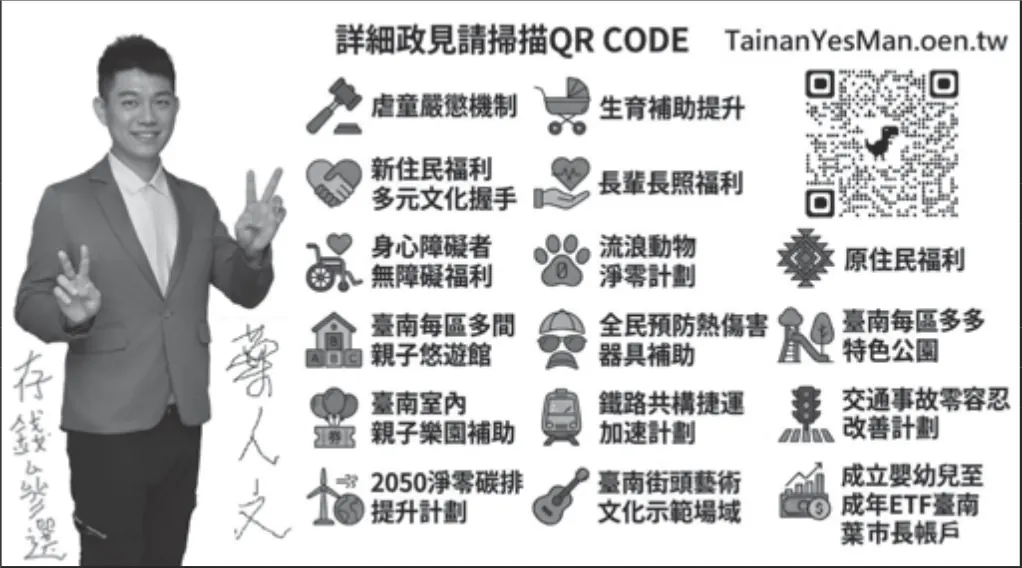 詳細政見請掃描QR CODE
TainanYesMan.oen.tw
虐童嚴懲機制
生育補助提升
新住民福利
多元文化握手
長輩長照福利
身心障礙者
無障礙福利
流浪動物
淨零計劃
0
原住民福利
臺南每區多間
親子悠遊館
A B C
全民預防熱傷害
器具補助
臺南每區多多
特色公園
臺南室內
親子樂園補助
券
鐵路共構捷運
加速計劃
交通事故零容忍
改善計劃
2050淨零碳排
提升計劃
臺南街頭藝術
文化示範場域
成立嬰幼兒至
成年ETF臺南
葉市長帳戶
$
葉人文
存錢參選